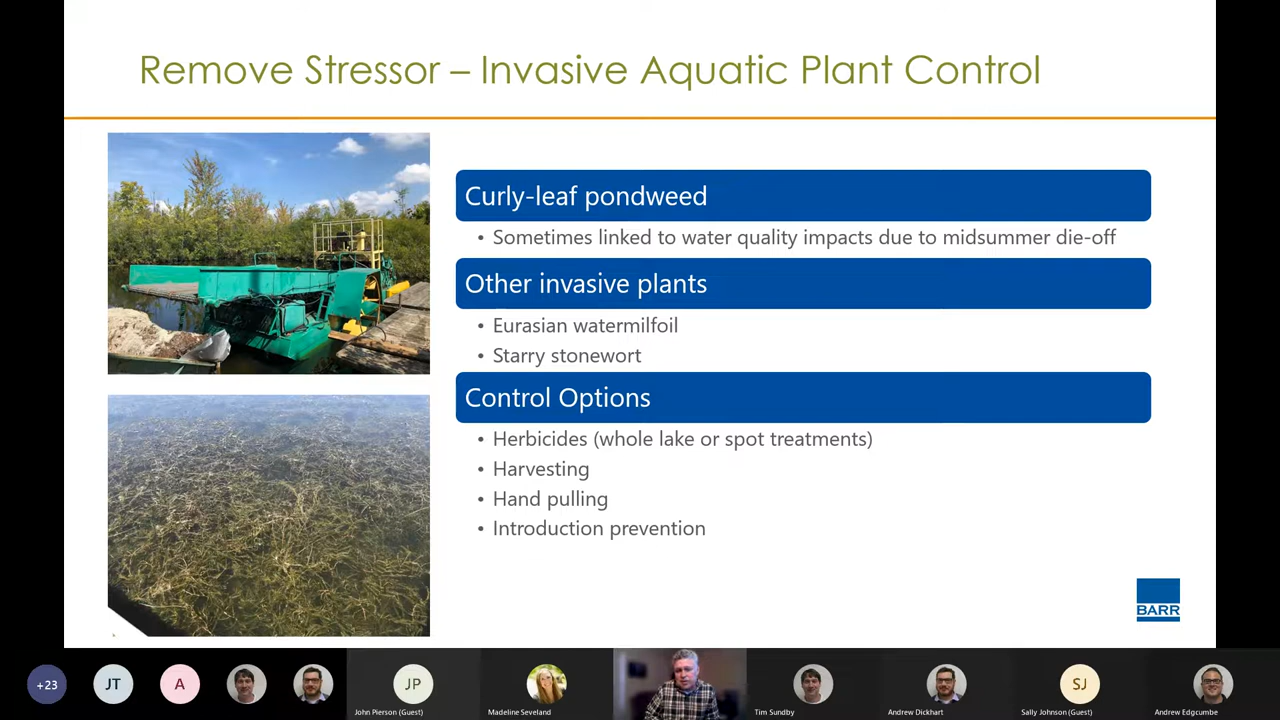 Remove Stressor – Invasive Aquatic Plant Control
Curly-leaf pondweed
• Sometimes linked to water quality impacts due to midsummer die-off
Other invasive plants
• Eurasian watermilfoil
• Starry stonewort
Control Options
• Herbicides (whole lake or spot treatments)
• Harvesting
• Hand pulling
• Introduction prevention
BARR
+23
JT
A
JP
SJ
John Pierson (Guest)
Madeline Seveland
Tim Sundby
Andrew Dickhart
Sally Johnson (Guest)
Andrew Edgcumbe